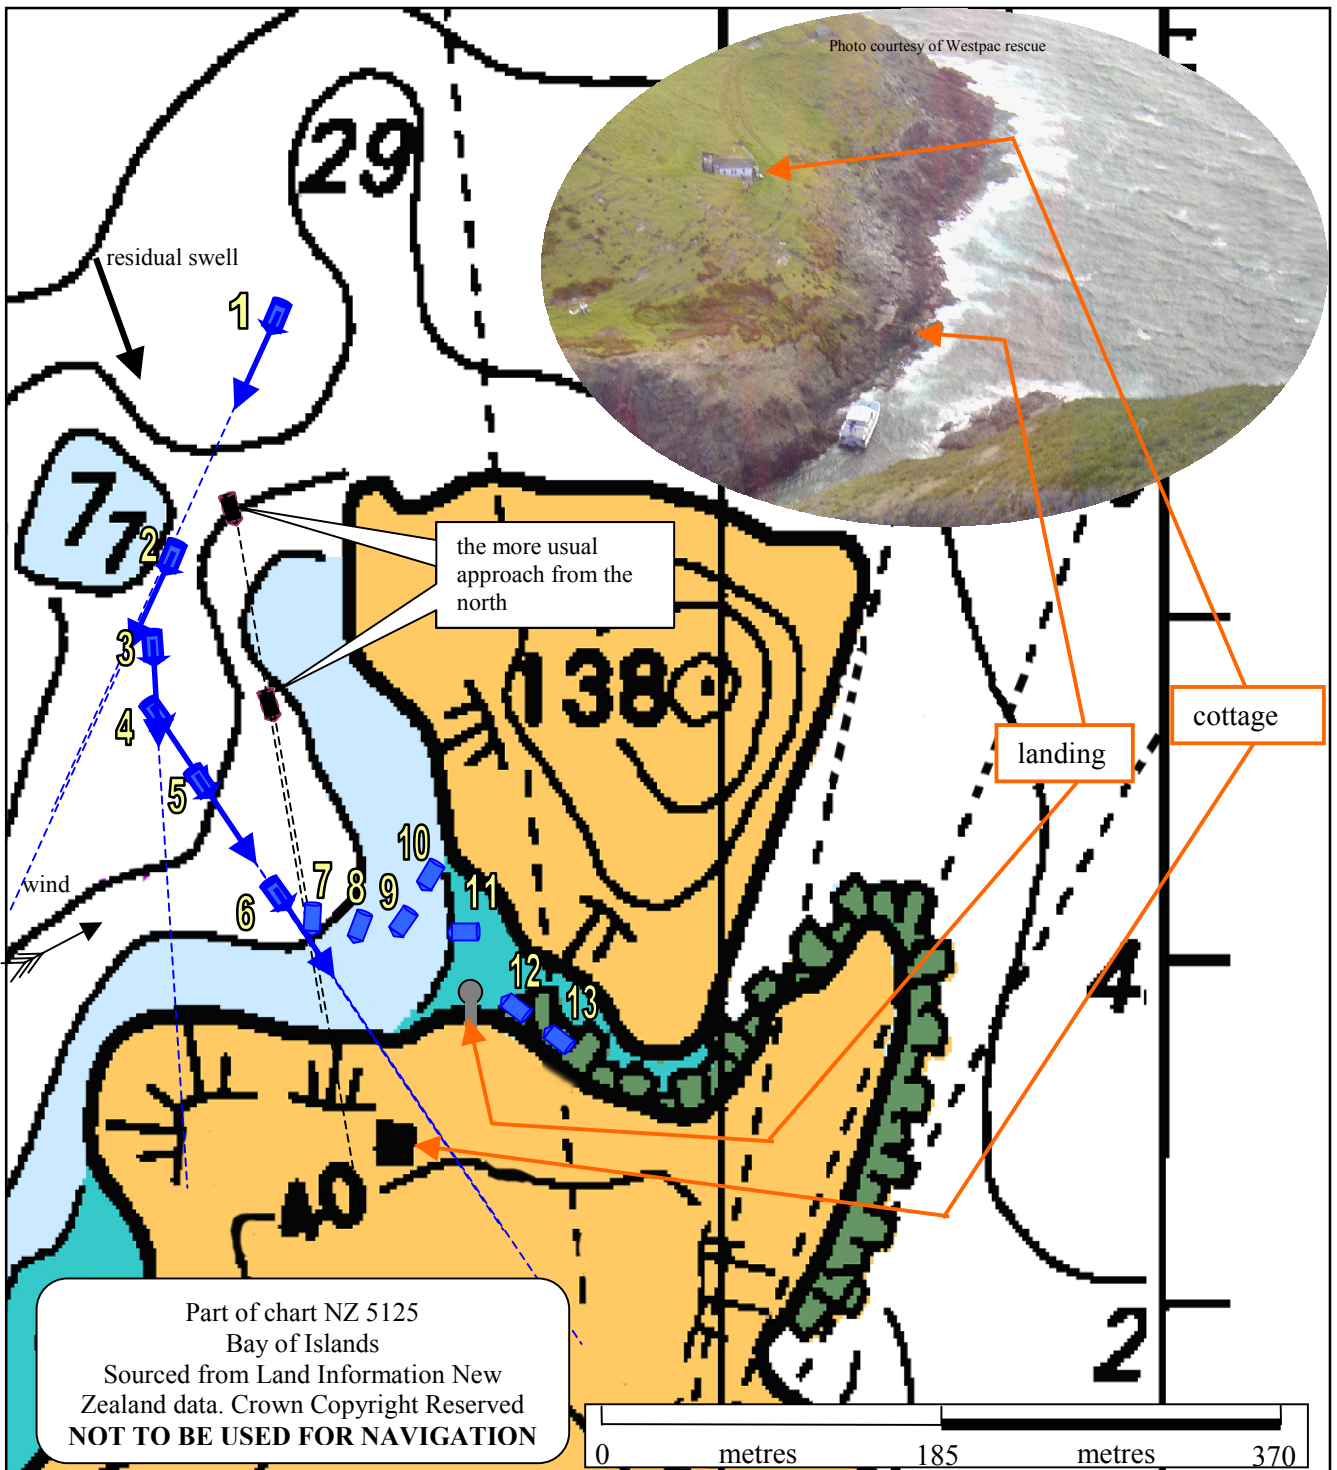 Photo courtesy of Westpac rescue
29
residual swell
1
7
7
2
the more usual
approach from the
north
3
138
4
cottage
landing
5
10
wind
7
8
9
11
6
12
13
4
40
Part of chart NZ 5125
Bay of Islands
Sourced from Land Information New
Zealand data. Crown Copyright Reserved
NOT TO BE USED FOR NAVIGATION
2
0
metres
185
metres
370